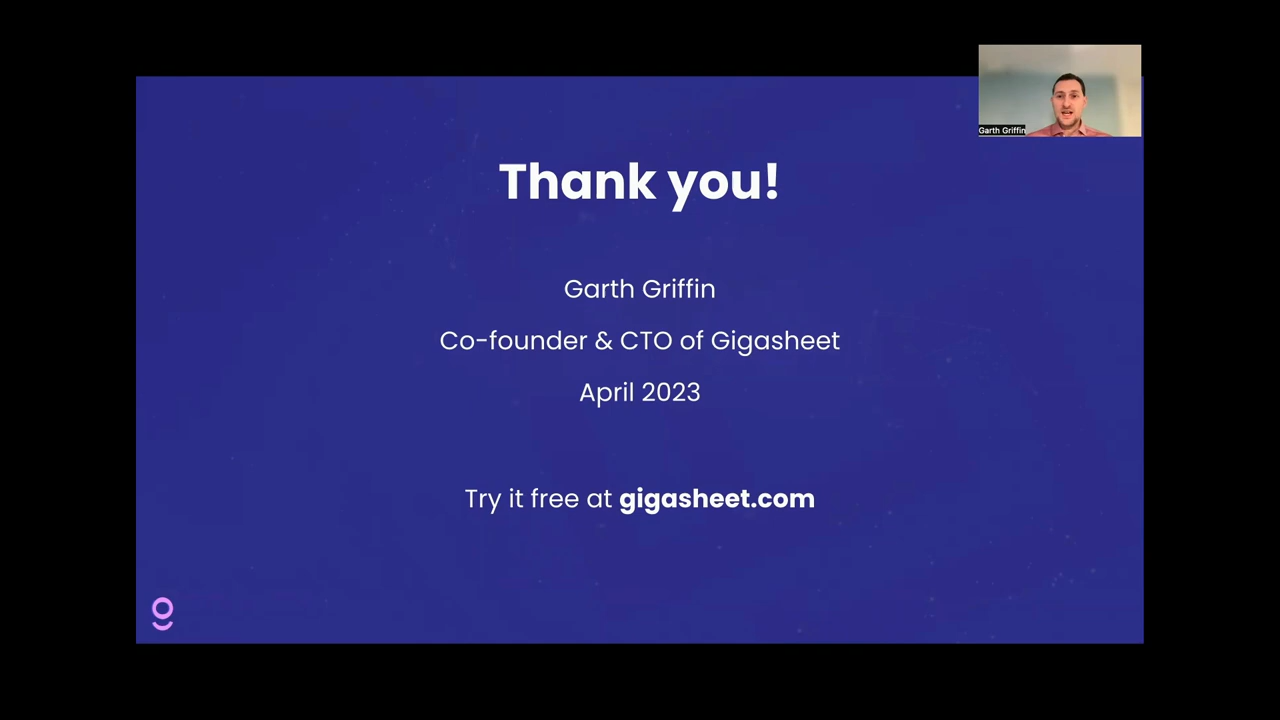 Garth Griffin
Thank you!
Garth Griffin
Co-founder & CTO of Gigasheet
April 2023
Try it free at gigasheet.com